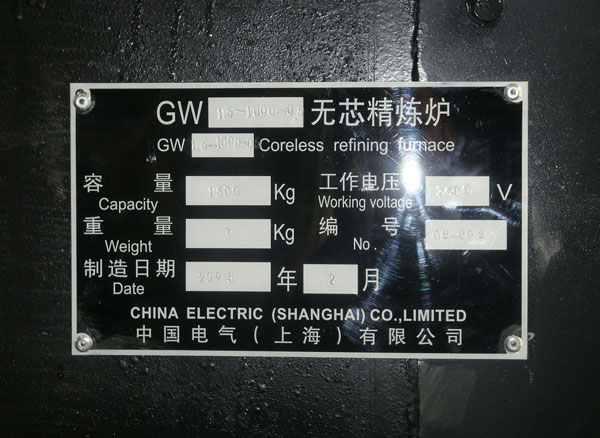 GW 无芯精炼炉
GW Coreless refining furnace
容量 1500 Kg 工作电压 V
Capacity Working voltage
重量 Kg 编号
Weight No.
制造日期 年 2 月
Date
CHINA ELECTRIC (SHANGHAI) CO.,LIMITED
中国电气(上海)有限公司